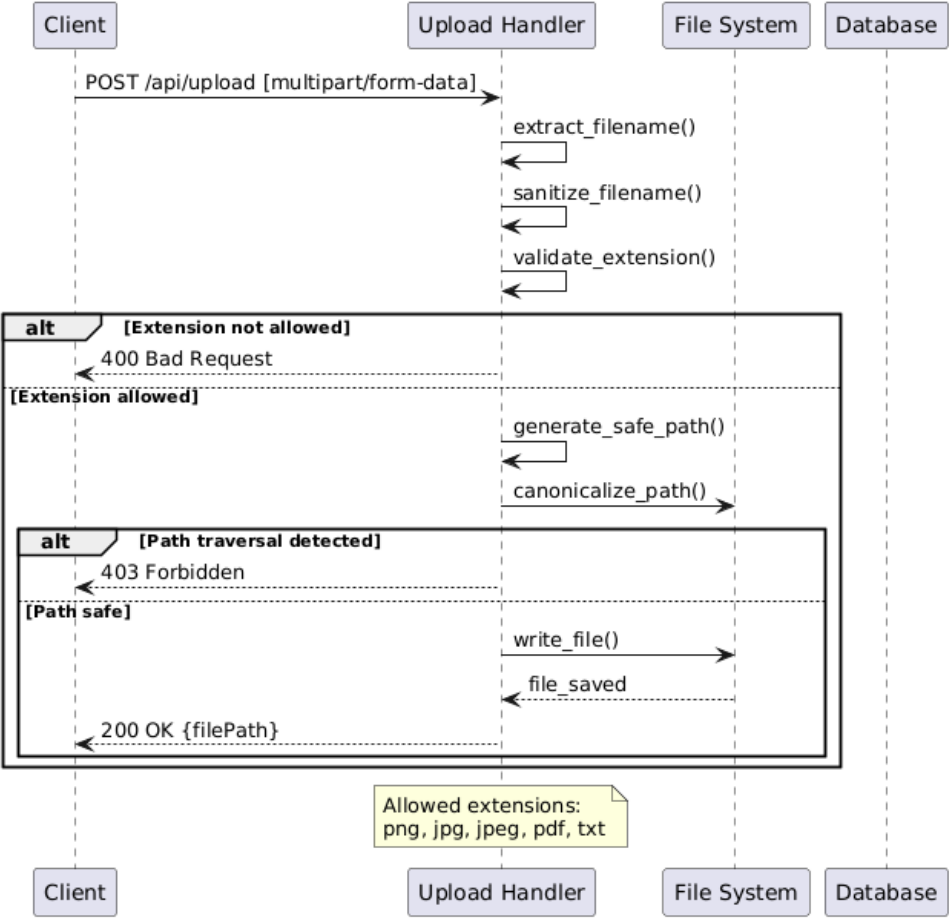 Client
Upload Handler
File System
Database
POST /api/upload [multipart/form-data]
extract_filename()
sanitize_filename()
validate_extension()
alt
[Extension not allowed]
400 Bad Request
[Extension allowed]
generate_safe_path()
canonicalize_path()
alt
[Path traversal detected]
403 Forbidden
[Path safe]
write_file()
file_saved
200 OK {filePath}
Allowed extensions:
png, jpg, jpeg, pdf, txt
Client
Upload Handler
File System
Database